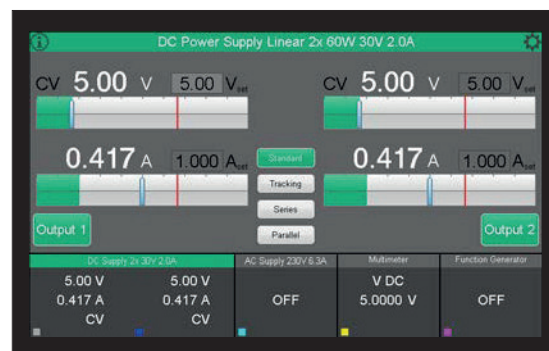 DC Power Supply Linear 2x 60W 30V 2.0A
CV 5.00 V 5.00 Vset
CV 5.00 V 5.00 Vset
0.417 A 1.000 Aset
0.417 A 1.000 Aset
Standard
Tracking
Series
Parallel
Output 1
Output 2
DC Supply 2x 30V 2.0A
5.00 V 5.00 V
0.417 A 0.417 A
CV CV
AC Supply 230V 6.3A
OFF
Multimeter
V DC
5.0000 V
Function Generator
OFF